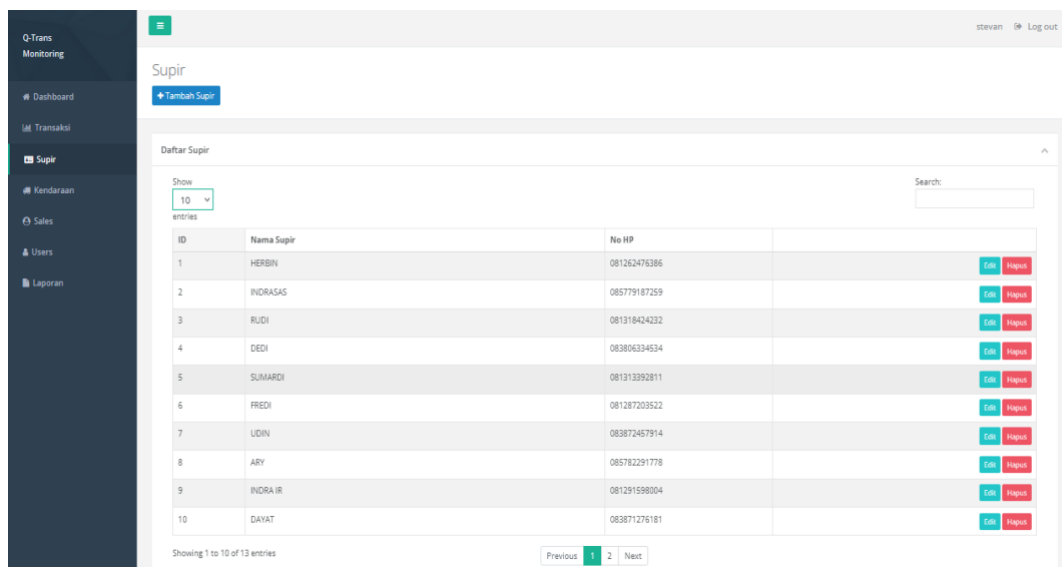 Q-Trans
Monitoring
Dashboard
Transaksi
Supir
Kendaraan
Sales
Users
Laporan
stevan Log out
Supir
+Tambah Supir
Daftar Supir
Show
10
entries
Search:
ID Nama Supir No HP
1 HERBIN 081262476386 Edit Hapus
2 INDRASAS 085779187259 Edit Hapus
3 RUDI 081318424232 Edit Hapus
4 DEDI 083806334534 Edit Hapus
5 SUMARDI 081313392811 Edit Hapus
6 FREDI 081287203522 Edit Hapus
7 UDIN 083872457914 Edit Hapus
8 ARY 085782291778 Edit Hapus
9 INDRA IR 081291598004 Edit Hapus
10 DAYAT 083871276181 Edit Hapus
Showing 1 to 10 of 13 entries
Previous 1 2 Next